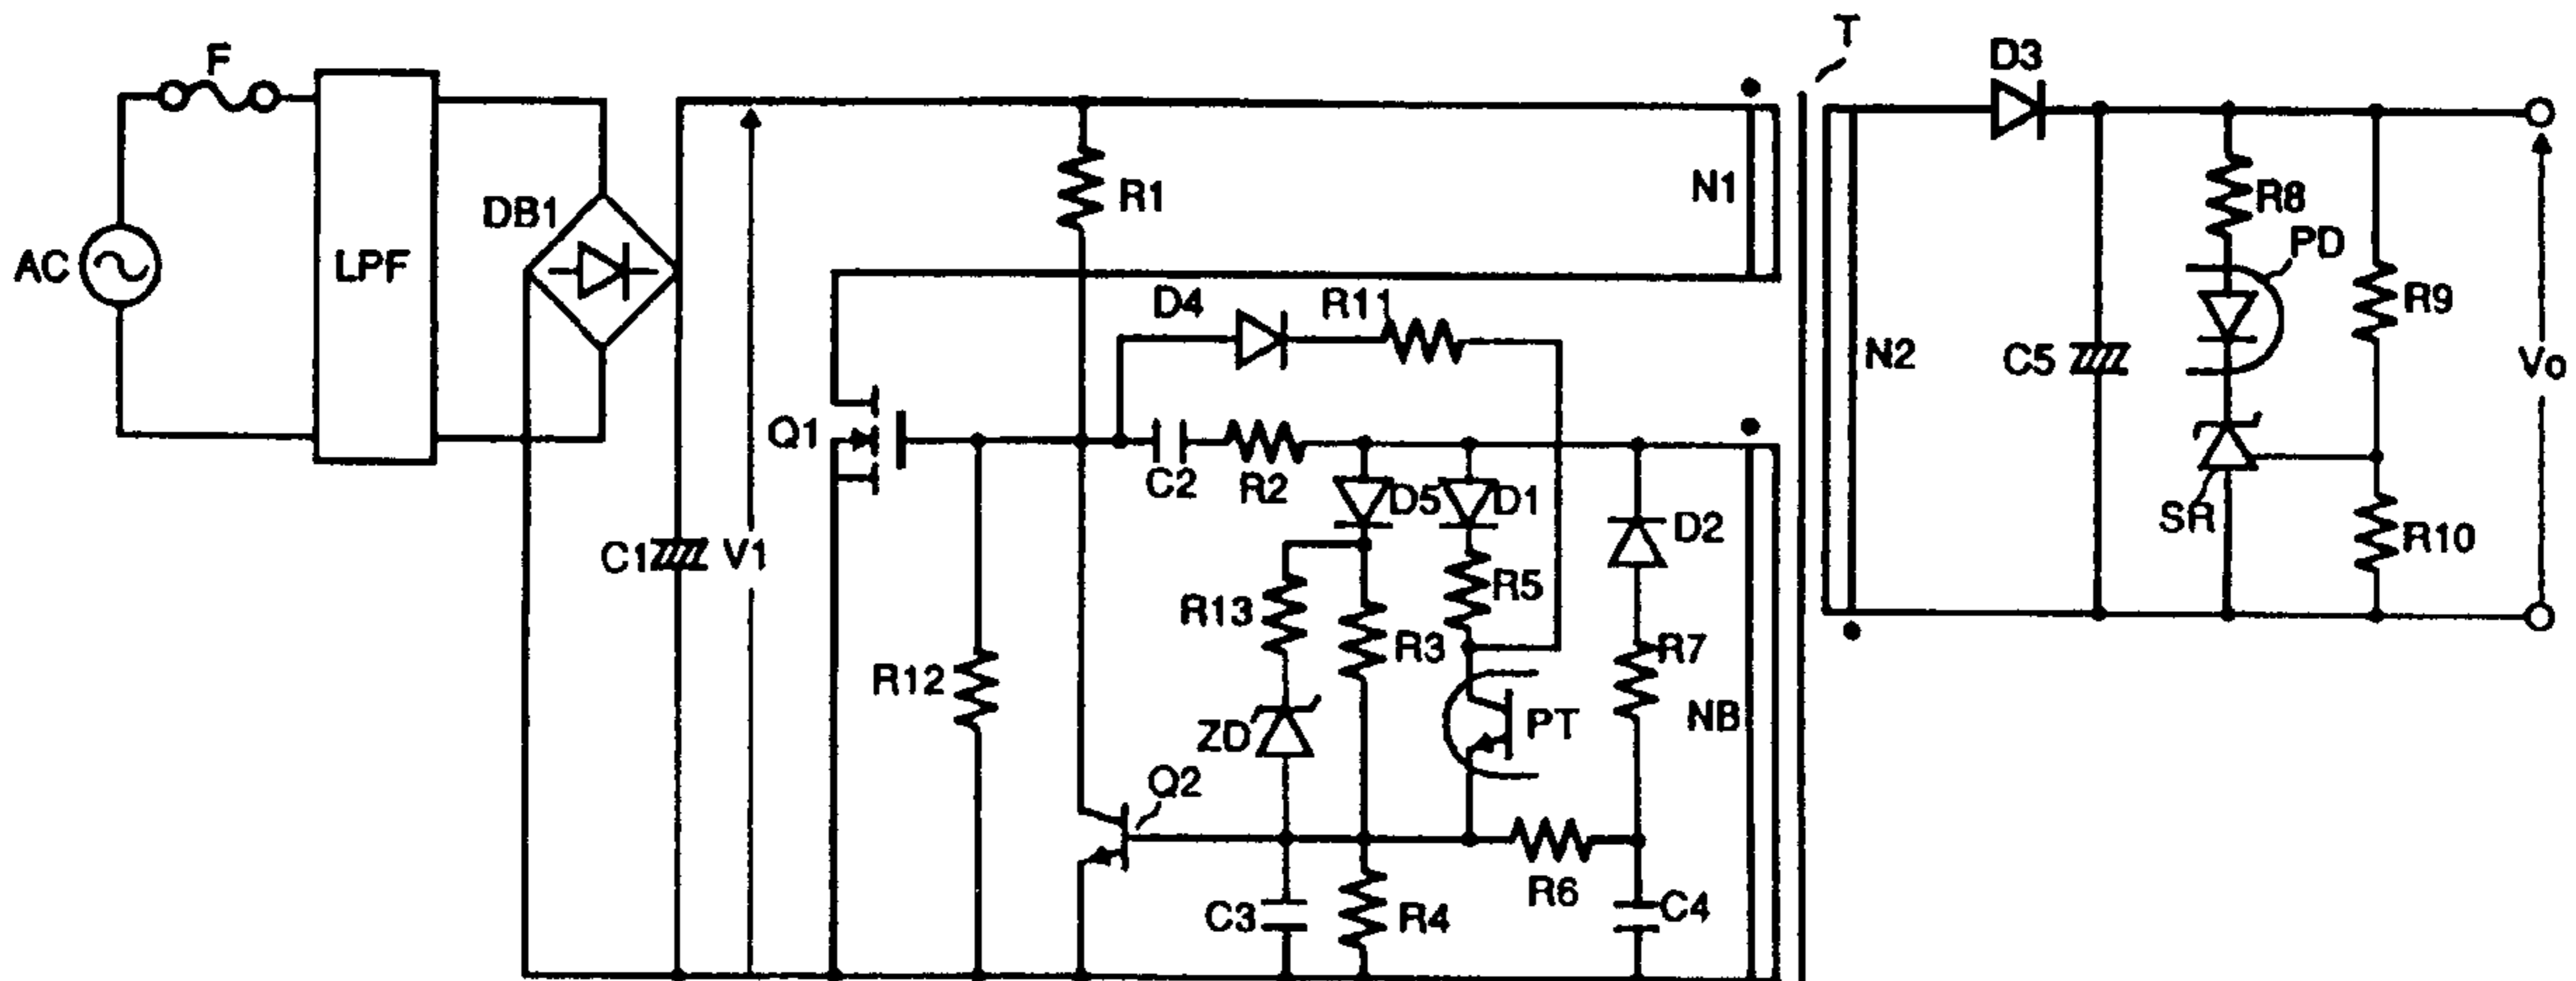 T
F
D3
DB1
N1
R1
R8
PD
AC
LPF
D4
R11
R9
N2
C5
Vo
Q1
C2
R2
D5
D1
D2
SR
C1
V1
R5
R10
R13
R3
R7
R12
ZD
PT
NB
Q2
R6
C3
R4
C4